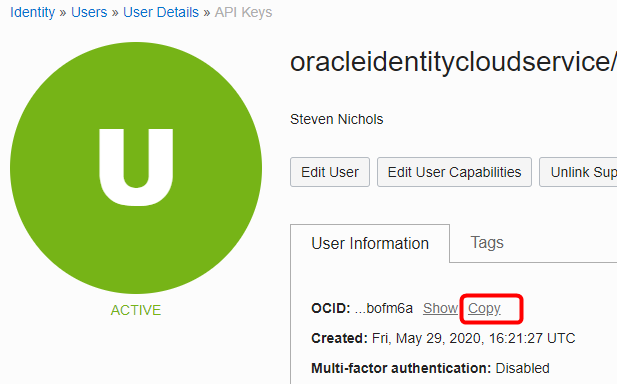 Identity » Users » User Details » API Keys
U
ACTIVE
oracleidentitycloudservice/
Steven Nichols
Edit User Edit User Capabilities Unlink Sup
User Information Tags
OCID: ...bofm6a Show Copy
Created: Fri, May 29, 2020, 16:21:27 UTC
Multi-factor authentication: Disabled